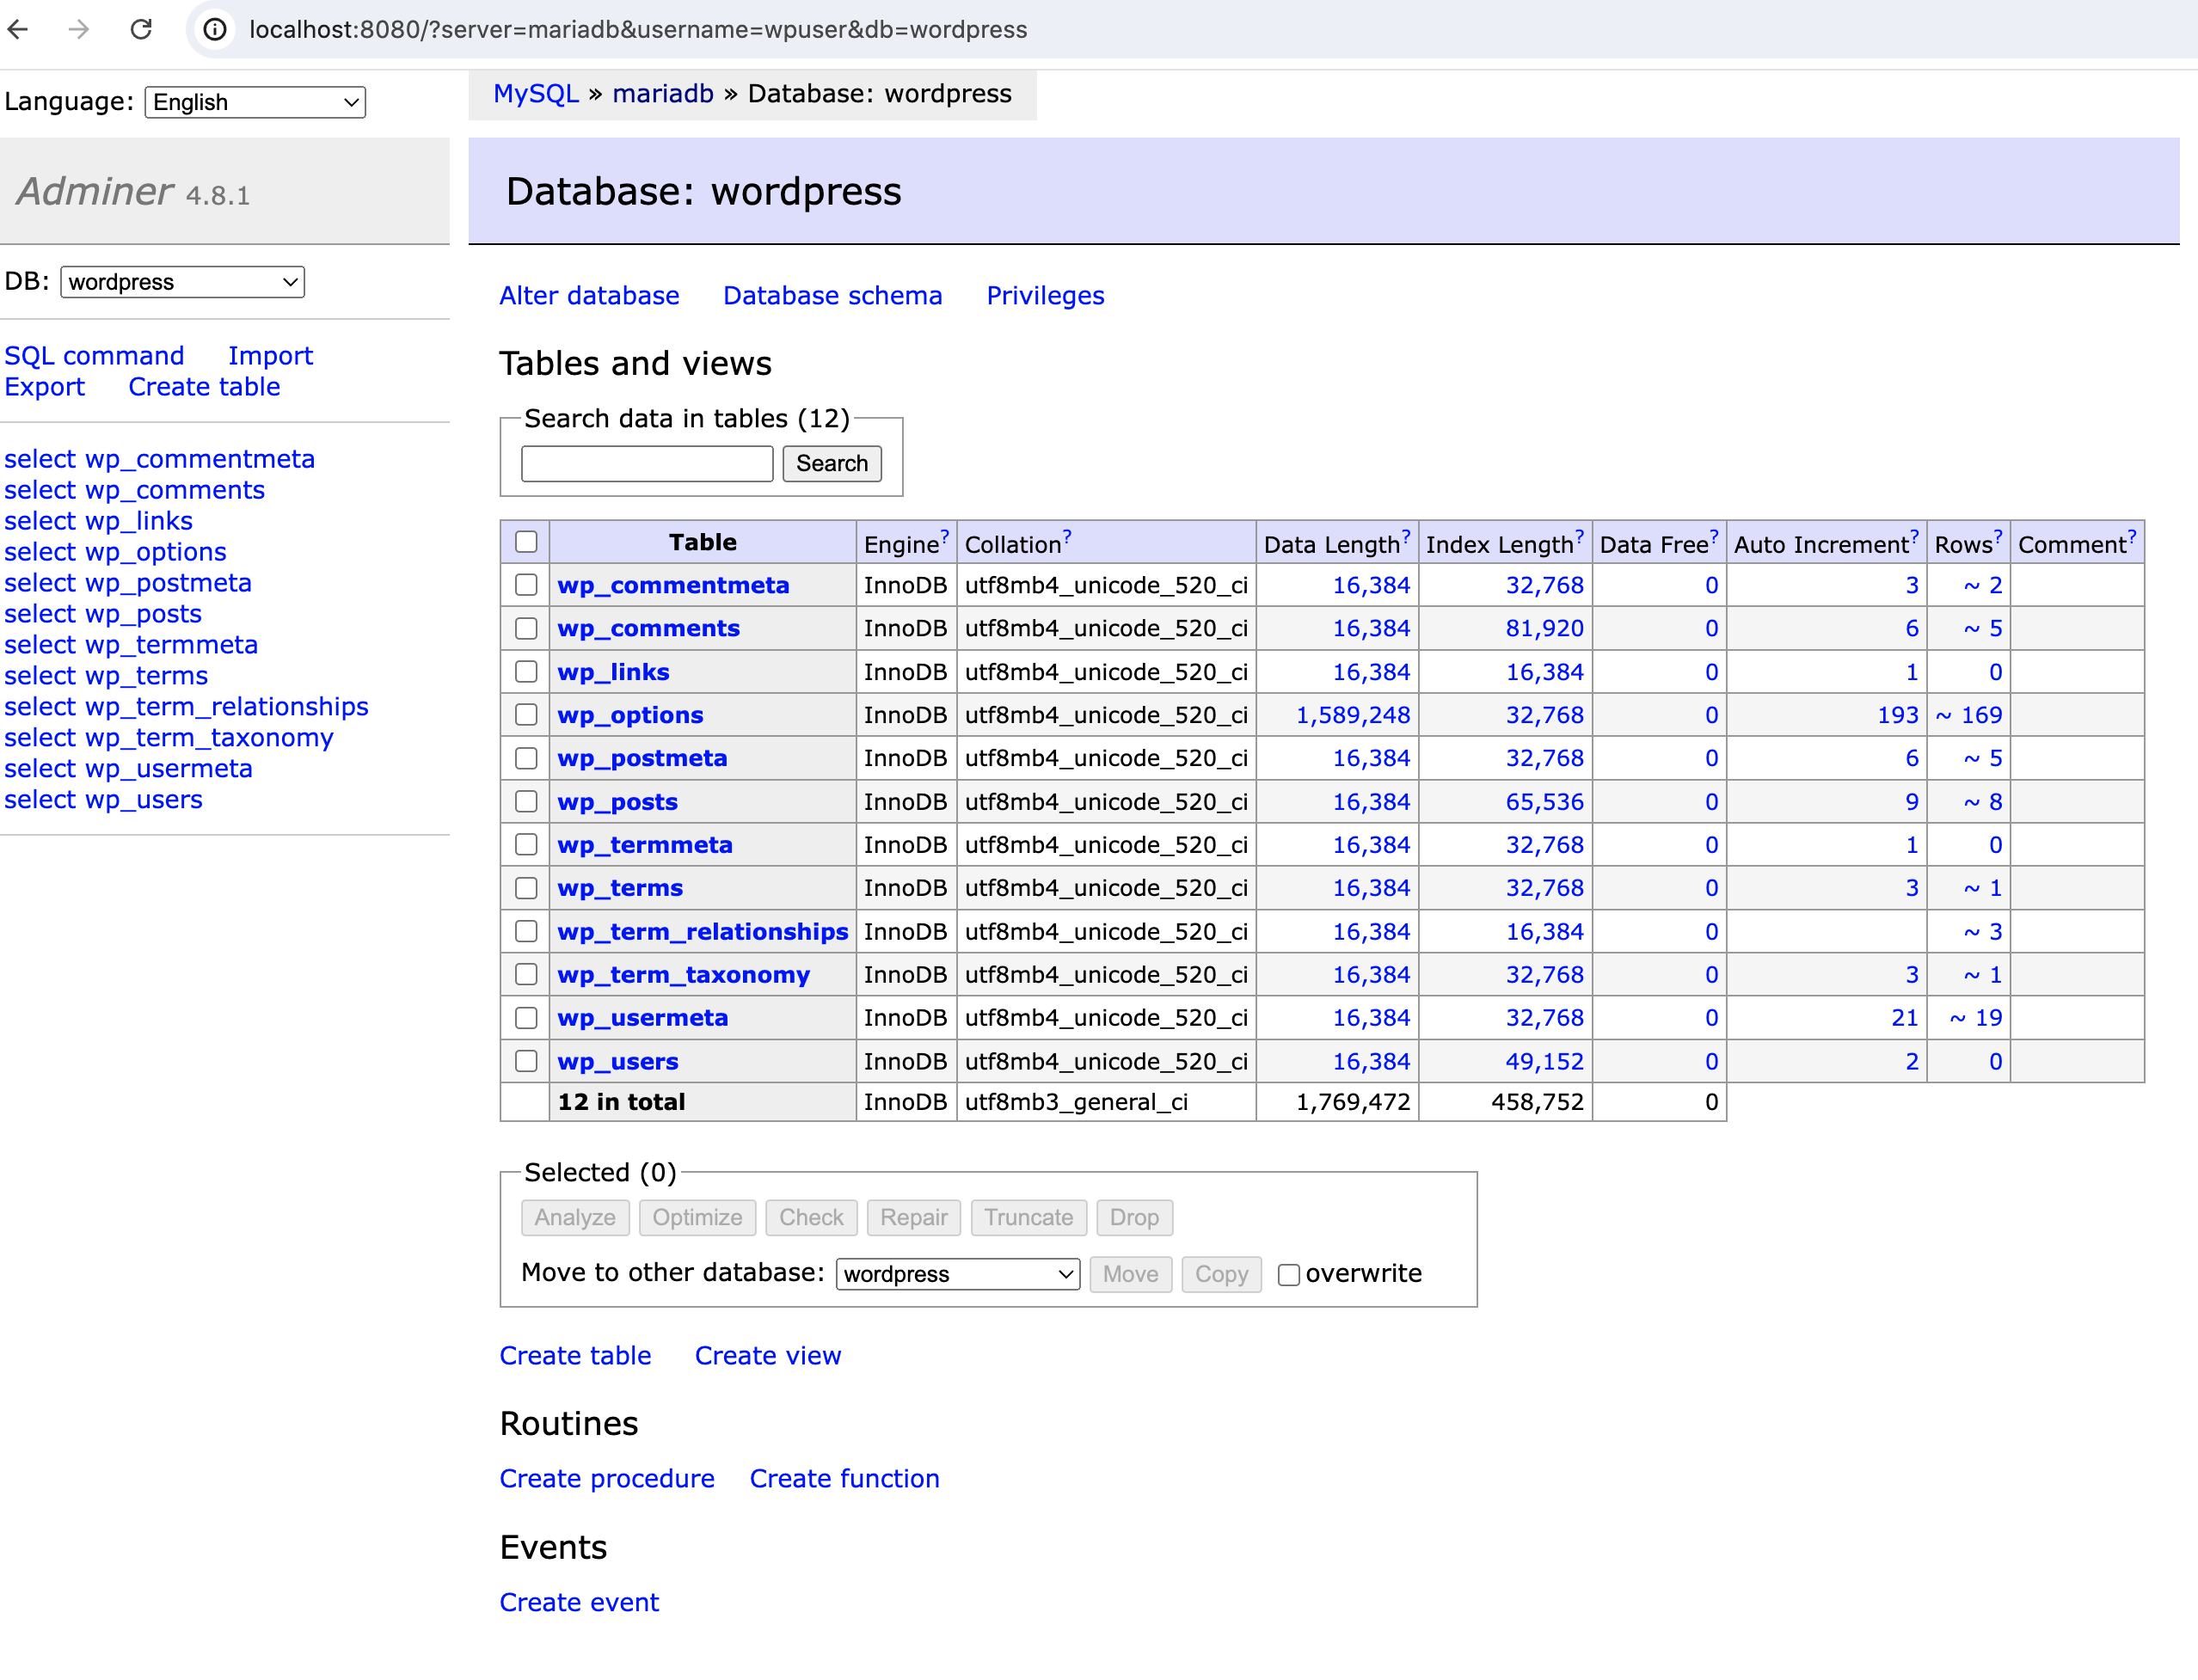 localhost:8080/?server=mariadb&username=wpuser&db=wordpress
Language: English
MySQL » mariadb » Database: wordpress
Adminer 4.8.1
Database: wordpress
DB: wordpress
Alter database Database schema Privileges
SQL command Import
Export Create table
select wp_commentmeta
select wp_comments
select wp_links
select wp_options
select wp_postmeta
select wp_posts
select wp_termmeta
select wp_terms
select wp_term_relationships
select wp_term_taxonomy
select wp_usermeta
select wp_users
Tables and views
Search data in tables (12)
Search
Table Engine? Collation? Data Length? Index Length? Data Free? Auto Increment? Rows? Comment?
wp_commentmeta InnoDB utf8mb4_unicode_520_ci 16,384 32,768 0 3 ~ 2
wp_comments InnoDB utf8mb4_unicode_520_ci 16,384 81,920 0 6 ~ 5
wp_links InnoDB utf8mb4_unicode_520_ci 16,384 16,384 0 1 0
wp_options InnoDB utf8mb4_unicode_520_ci 1,589,248 32,768 0 193 ~ 169
wp_postmeta InnoDB utf8mb4_unicode_520_ci 16,384 32,768 0 6 ~ 5
wp_posts InnoDB utf8mb4_unicode_520_ci 16,384 65,536 0 9 ~ 8
wp_termmeta InnoDB utf8mb4_unicode_520_ci 16,384 32,768 0 1 0
wp_terms InnoDB utf8mb4_unicode_520_ci 16,384 32,768 0 3 ~ 1
wp_term_relationships InnoDB utf8mb4_unicode_520_ci 16,384 16,384 0 ~ 3
wp_term_taxonomy InnoDB utf8mb4_unicode_520_ci 16,384 32,768 0 3 ~ 1
wp_usermeta InnoDB utf8mb4_unicode_520_ci 16,384 32,768 0 21 ~ 19
wp_users InnoDB utf8mb4_unicode_520_ci 16,384 49,152 0 2 0
12 in total InnoDB utf8mb3_general_ci 1,769,472 458,752 0
Selected (0)
Analyze Optimize Check Repair Truncate Drop
Move to other database: wordpress Move Copy overwrite
Create table Create view
Routines
Create procedure Create function
Events
Create event